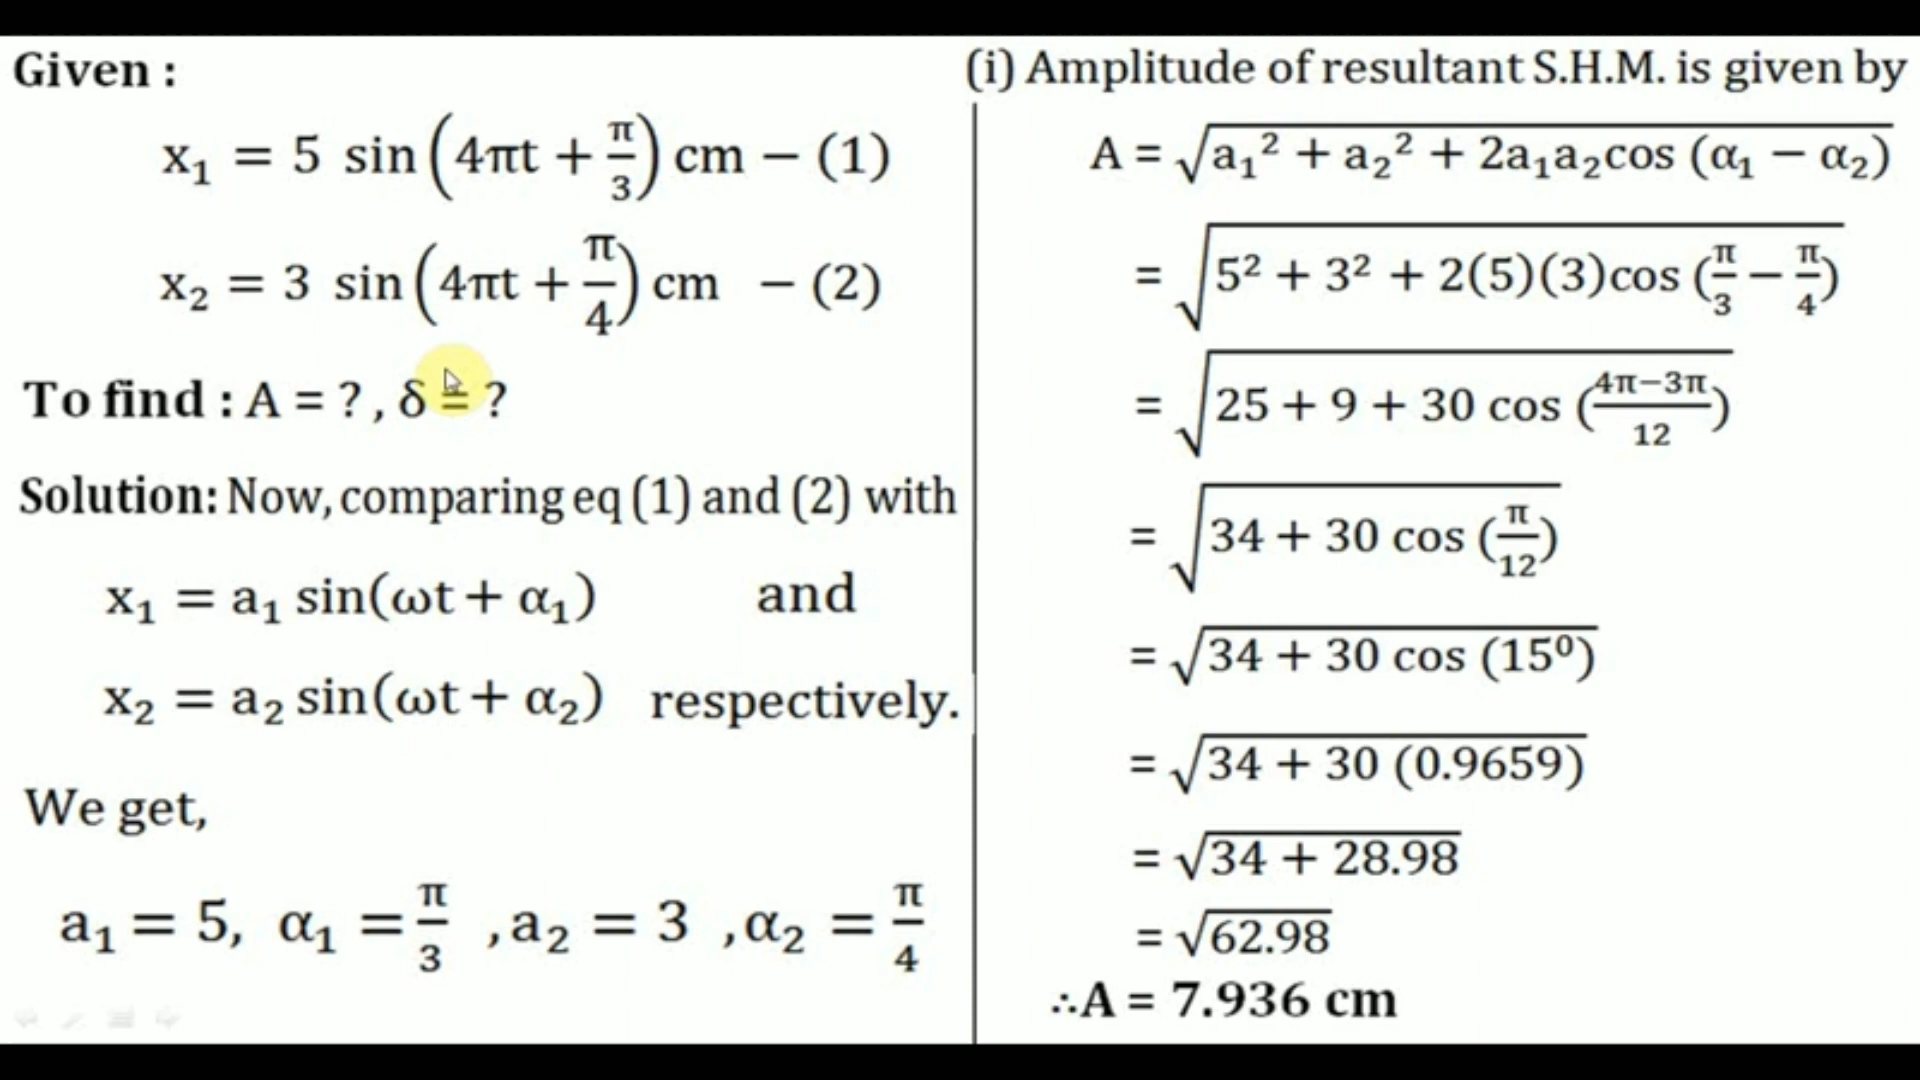 Given :
x₁ = 5 sin(4πt + π/3) cm − (1)
x₂ = 3 sin(4πt + π/4) cm − (2)
To find : A = ? , δ = ?
Solution: Now, comparing eq (1) and (2) with
x₁ = a₁ sin(ωt + α₁) and
x₂ = a₂ sin(ωt + α₂) respectively.
We get,
a₁ = 5, α₁ = π/3 , a₂ = 3 , α₂ = π/4
(i) Amplitude of resultant S.H.M. is given by
A = √(a₁² + a₂² + 2a₁a₂cos (α₁ − α₂))
= √(5² + 3² + 2(5)(3)cos (π/3 − π/4))
= √(25 + 9 + 30 cos ((4π−3π)/12))
= √(34 + 30 cos (π/12))
= √(34 + 30 cos (15⁰))
= √(34 + 30 (0.9659))
= √(34 + 28.98)
= √62.98
∴A = 7.936 cm